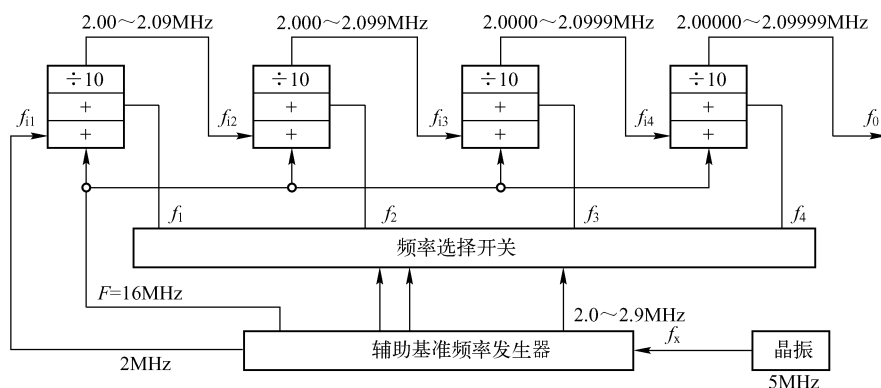 2.00~2.09MHz
2.000~2.099MHz
2.0000~2.0999MHz
2.00000~2.09999MHz
÷10
+
+
÷10
+
+
÷10
+
+
÷10
+
+
fi1
fi2
fi3
fi4
f0
f1
f2
f3
f4
频率选择开关
F=16MHz
2.0~2.9MHz
辅助基准频率发生器
fx
晶振
2MHz
5MHz